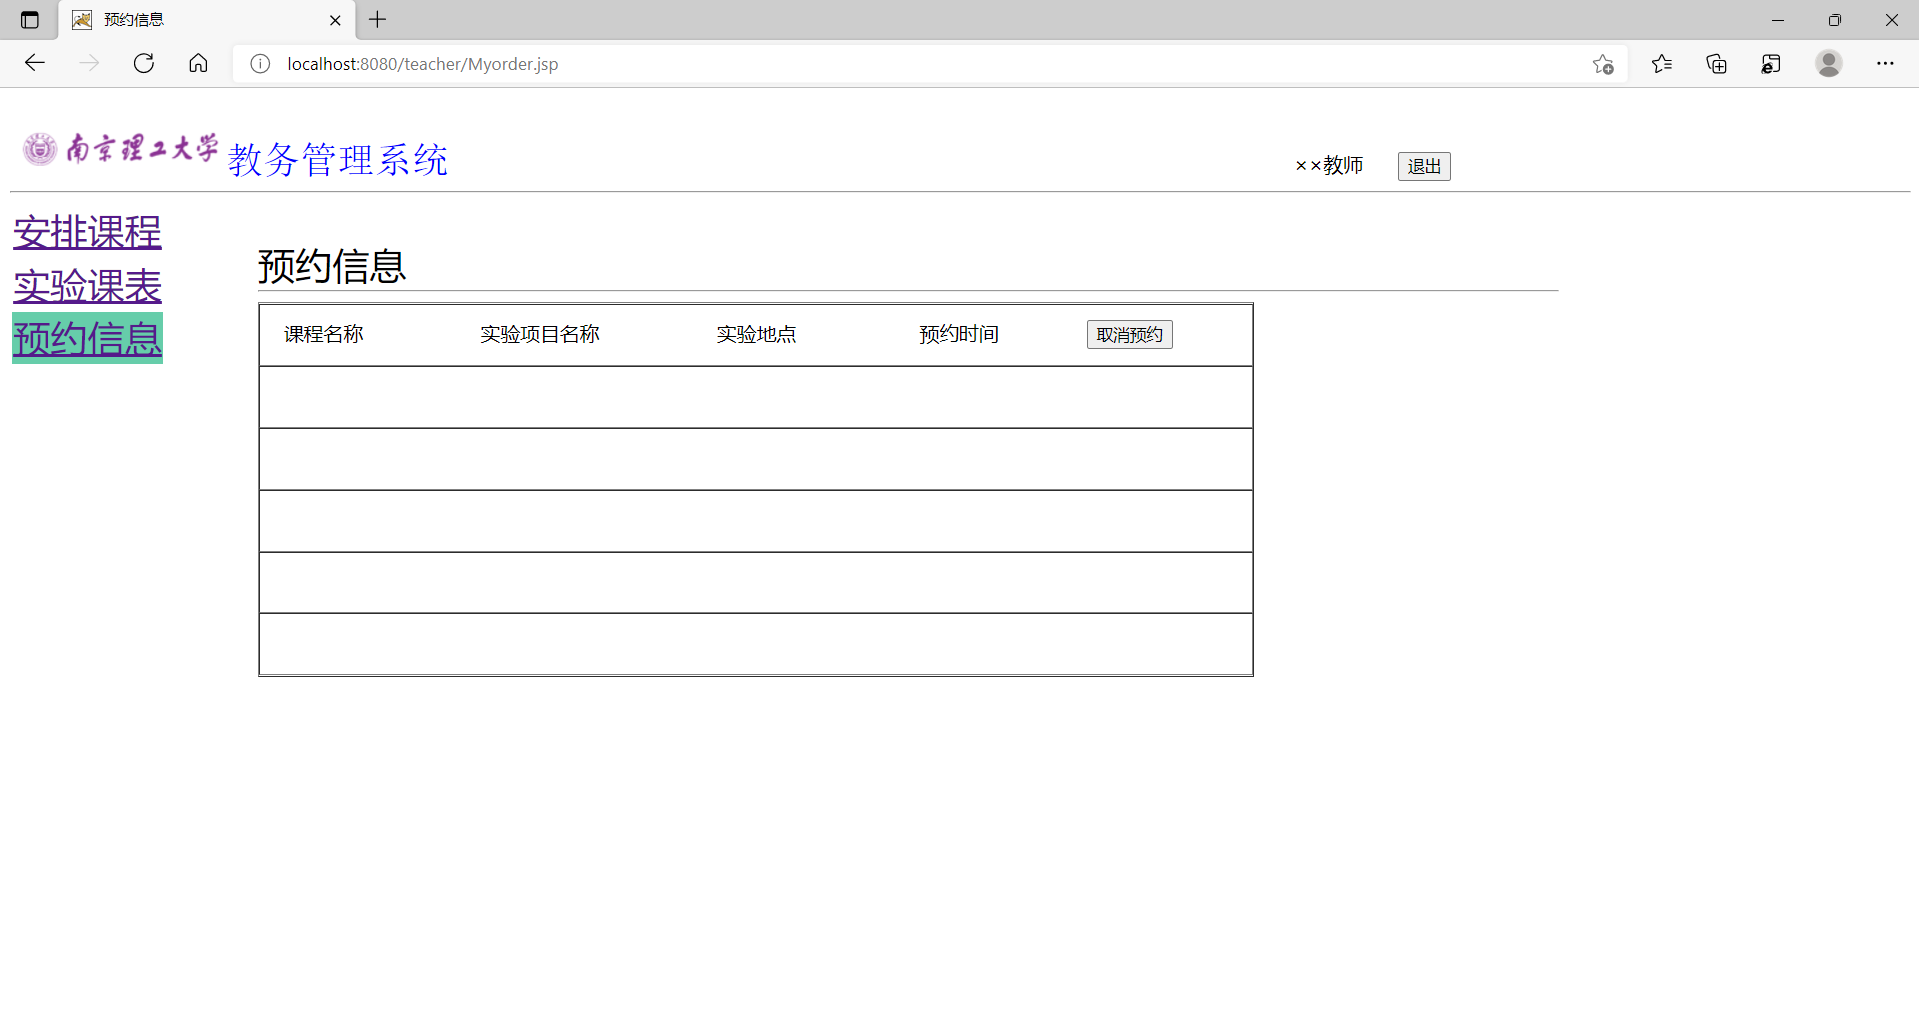 预约信息
localhost:8080/teacher/Myorder.jsp
南京理工大学 教务管理系统
××教师 退出
安排课程
实验课表
预约信息
预约信息
课程名称 实验项目名称 实验地点 预约时间 取消预约